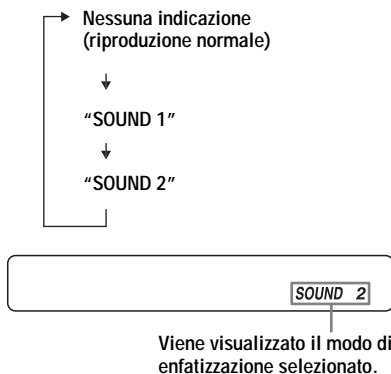 Nessuna indicazione
(riproduzione normale)
“SOUND 1”
“SOUND 2”
SOUND 2
Viene visualizzato il modo di
enfatizzazione selezionato.